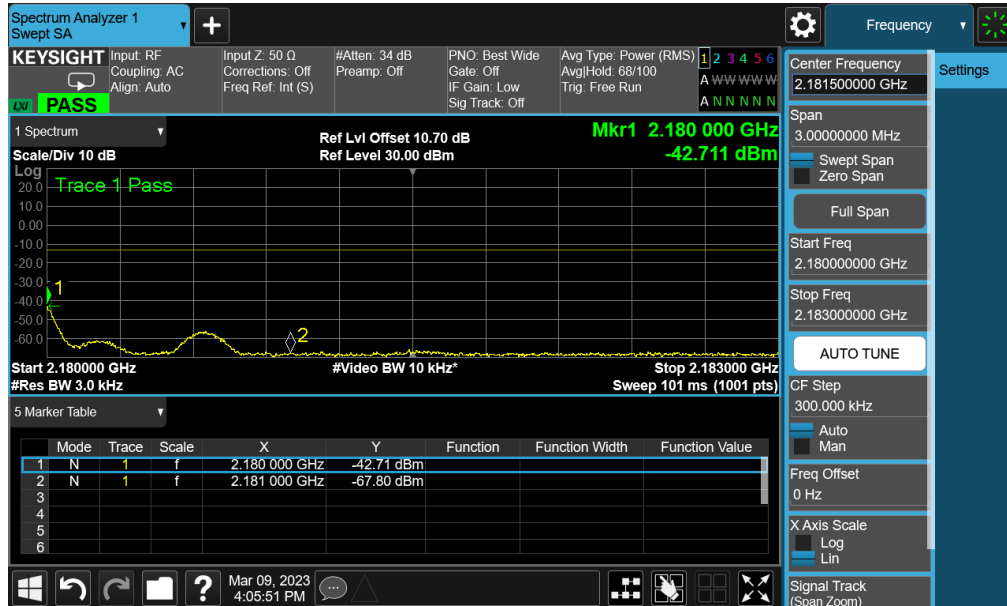 Spectrum Analyzer 1
Swept SA
+
Frequency
KEYSIGHT
LXI PASS
Input: RF
Coupling: AC
Align: Auto
Input Z: 50 Ω
Corrections: Off
Freq Ref: Int (S)
#Atten: 34 dB
Preamp: Off
PNO: Best Wide
Gate: Off
IF Gain: Low
Sig Track: Off
Avg Type: Power (RMS)
Avg|Hold: 68/100
Trig: Free Run
1 2 3 4 5 6
A W W W W W
A N N N N N
1 Spectrum
Scale/Div 10 dB
Ref Lvl Offset 10.70 dB
Ref Level 30.00 dBm
Mkr1 2.180 000 GHz
-42.711 dBm
Log
Trace 1 Pass
20.0
10.0
0.00
-10.0
-20.0
-30.0
-40.0
-50.0
-60.0
1
2
Start 2.180000 GHz
#Res BW 3.0 kHz
#Video BW 10 kHz*
Stop 2.183000 GHz
Sweep 101 ms (1001 pts)
5 Marker Table
Mode Trace Scale X Y Function Function Width Function Value
1 N 1 f 2.180 000 GHz -42.71 dBm
2 N 1 f 2.181 000 GHz -67.80 dBm
3
4
5
6
?
Mar 09, 2023
4:05:51 PM
Center Frequency
2.181500000 GHz
Span
3.00000000 MHz
Swept Span
Zero Span
Full Span
Start Freq
2.180000000 GHz
Stop Freq
2.183000000 GHz
AUTO TUNE
CF Step
300.000 kHz
Auto
Man
Freq Offset
0 Hz
X Axis Scale
Log
Lin
Signal Track
(Span Zoom)
Settings